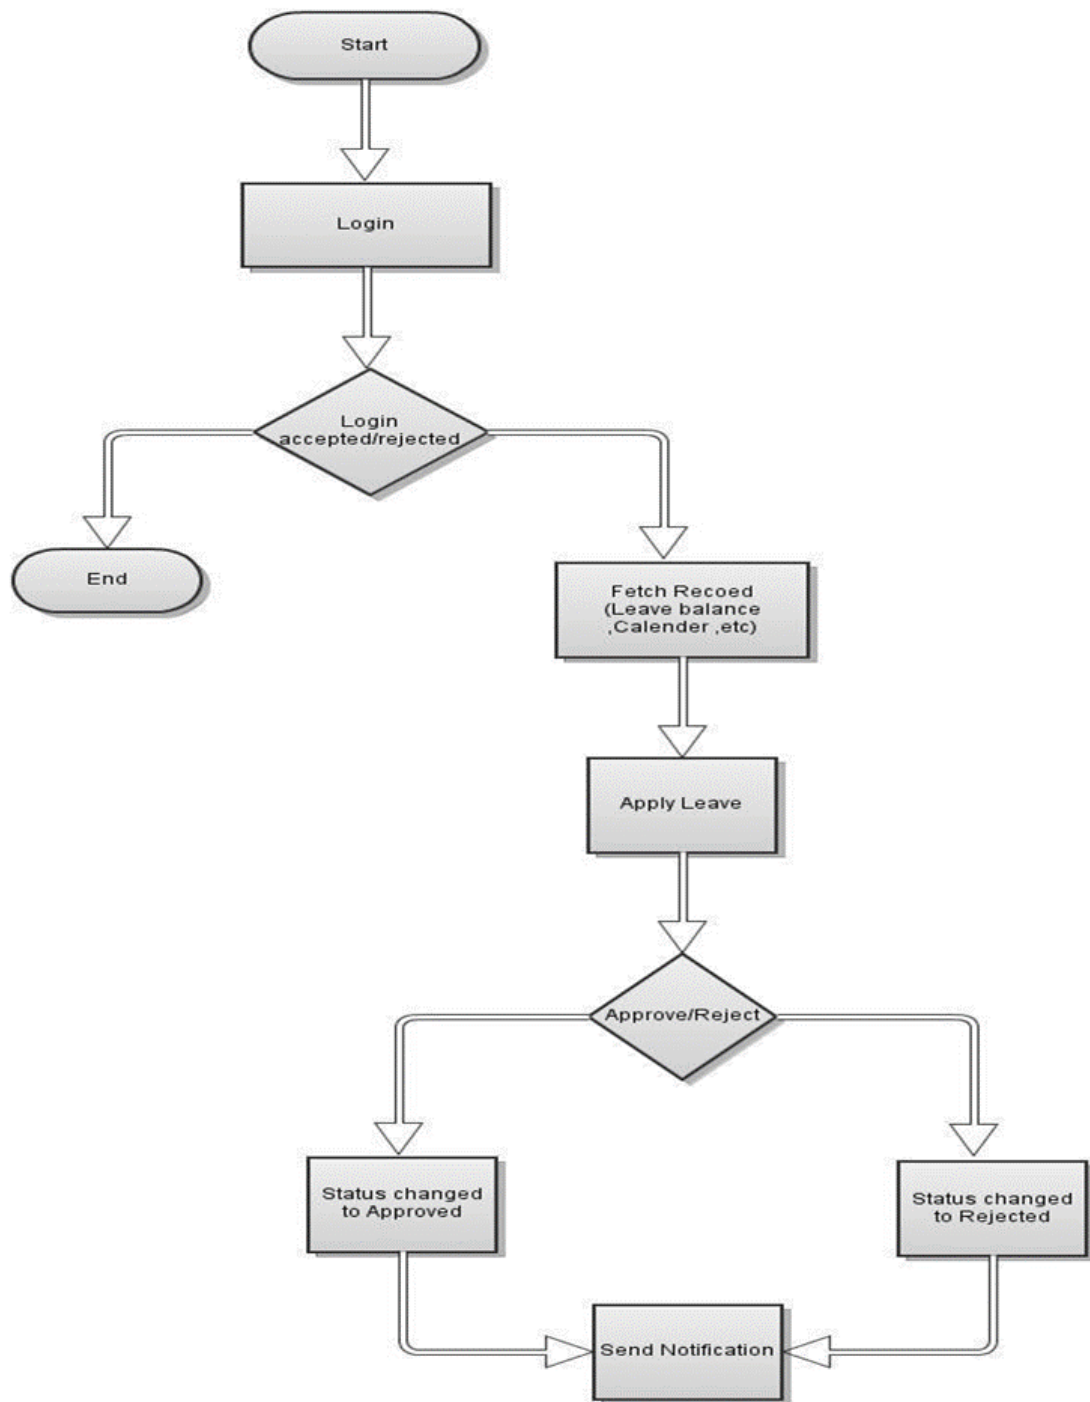 Start
Login
Login
accepted/rejected
End
Fetch Recoed
(Leave balance
,Calender ,etc)
Apply Leave
Approve/Reject
Status changed
to Approved
Status changed
to Rejected
Send Notification